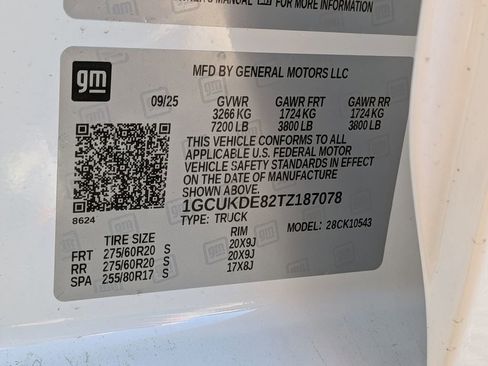 OWNER'S MANUAL FOR MORE INFORMATION
gm
MFD BY GENERAL MOTORS LLC
09/25 GVWR GAWR FRT GAWR RR
3266 KG 1724 KG 1724 KG
7200 LB 3800 LB 3800 LB
THIS VEHICLE CONFORMS TO ALL
APPLICABLE U.S. FEDERAL MOTOR
VEHICLE SAFETY STANDARDS IN EFFECT
ON THE DATE OF MANUFACTURE
SHOWN ABOVE.
8624
1GCUKDE82TZ187078
TYPE: TRUCK MODEL: 28CK10543
TIRE SIZE RIM
FRT 275/60R20 S 20X9J
RR 275/60R20 S 20X9J
SPA 255/80R17 S 17X8J